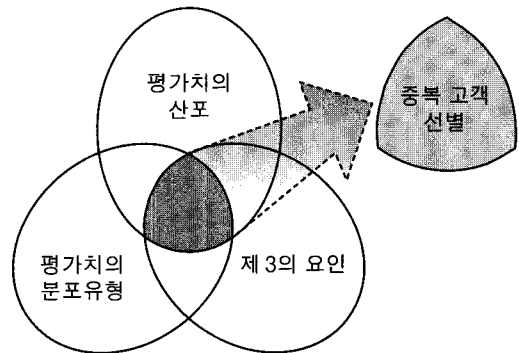 평가치의
산포
중복 고객
선별
평가치의
분포유형
제 3의 요인